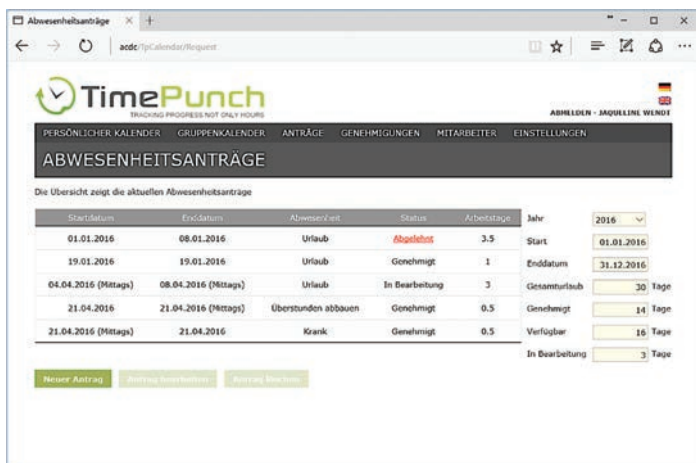 Abwesenheitsanträge
acdc/TpCalendar/Request
TimePunch
TRACKING PROGRESS NOT ONLY HOURS
ABMELDEN - JAQUELINE WENDT
PERSÖNLICHER KALENDER GRUPPENKALENDER ANTRÄGE GENEHMIGUNGEN MITARBEITER EINSTELLUNGEN
ABWESENHEITSANTRÄGE
Die Übersicht zeigt die aktuellen Abwesenheitsanträge
Startdatum Enddatum Abwesenheit Status Arbeitstage
01.01.2016 08.01.2016 Urlaub Abgelehnt 3.5
19.01.2016 19.01.2016 Urlaub Genehmigt 1
04.04.2016 (Mittags) 08.04.2016 (Mittags) Urlaub In Bearbeitung 3
21.04.2016 21.04.2016 (Mittags) Überstunden abbauen Genehmigt 0.5
21.04.2016 (Mittags) 21.04.2016 Krank Genehmigt 0.5
Jahr 2016
Start 01.01.2016
Enddatum 31.12.2016
Gesamturlaub 30 Tage
Genehmigt 14 Tage
Verfügbar 16 Tage
In Bearbeitung 3 Tage
Neuer Antrag Antrag bearbeiten Antrag löschen